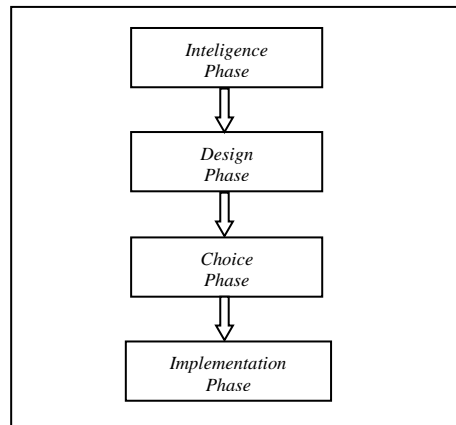 Inteligence
Phase
Design
Phase
Choice
Phase
Implementation
Phase